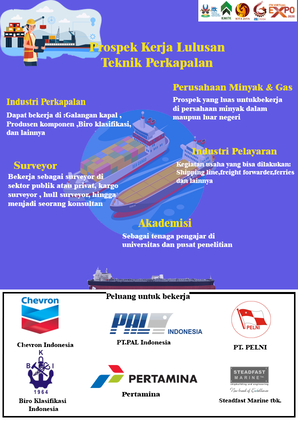 EXPO
Prospek Kerja Lulusan
Teknik Perkapalan
Perusahaan Minyak & Gas
Prospek yang luas untukbekerja
di persahaan minyak dalam
maupun luar negeri
Industri Perkapalan
Dapat bekerja di :Galangan kapal ,
Produsen komponen ,Biro klasifikasi,
dan lainnya
Industri Pelayaran
Kegiatan usaha yang bisa dilakukan:
Shipping line,freight forwarder,ferries
dan lainnya
Surveyor
Bekerja sebagai surveyor di
sektor publik atau privat, kargo
surveyor , hull surveyor, hingga
menjadi seorang konsultan
Akademisi
Sebagai tenaga pengajar di
universitas dan pusat penelitian
Peluang untuk bekerja
Chevron
Chevron Indonesia
PAL INDONESIA
PT.PAL Indonesia
PELNI
PT. PELNI
B K I
1964
Biro Klasifikasi
Indonesia
PERTAMINA
Pertamina
STEADFAST
MARINE
Steadfast Marine tbk.